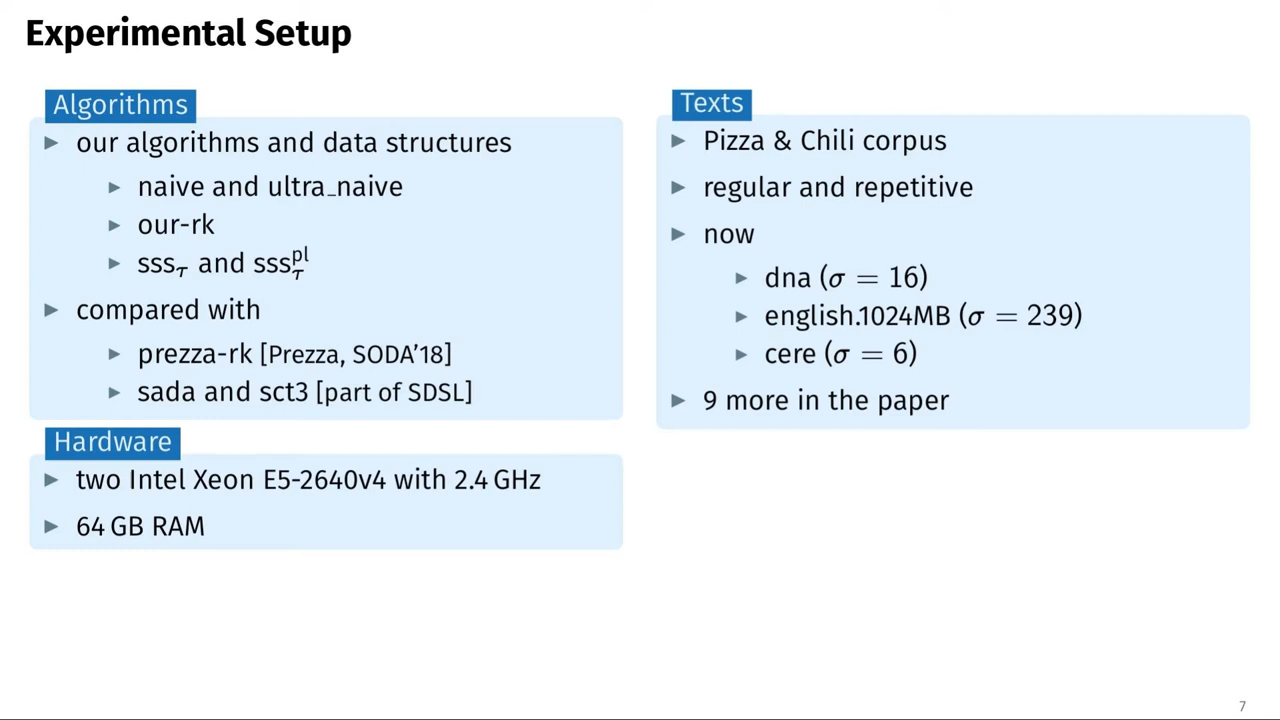 Experimental Setup
Algorithms
▶ our algorithms and data structures
▶ naive and ultra_naive
▶ our-rk
▶ sss_τ and sss_τ^pl
▶ compared with
▶ prezza-rk [Prezza, SODA’18]
▶ sada and sct3 [part of SDSL]
Hardware
▶ two Intel Xeon E5-2640v4 with 2.4 GHz
▶ 64 GB RAM
Texts
▶ Pizza & Chili corpus
▶ regular and repetitive
▶ now
▶ dna (σ = 16)
▶ english.1024MB (σ = 239)
▶ cere (σ = 6)
▶ 9 more in the paper
7